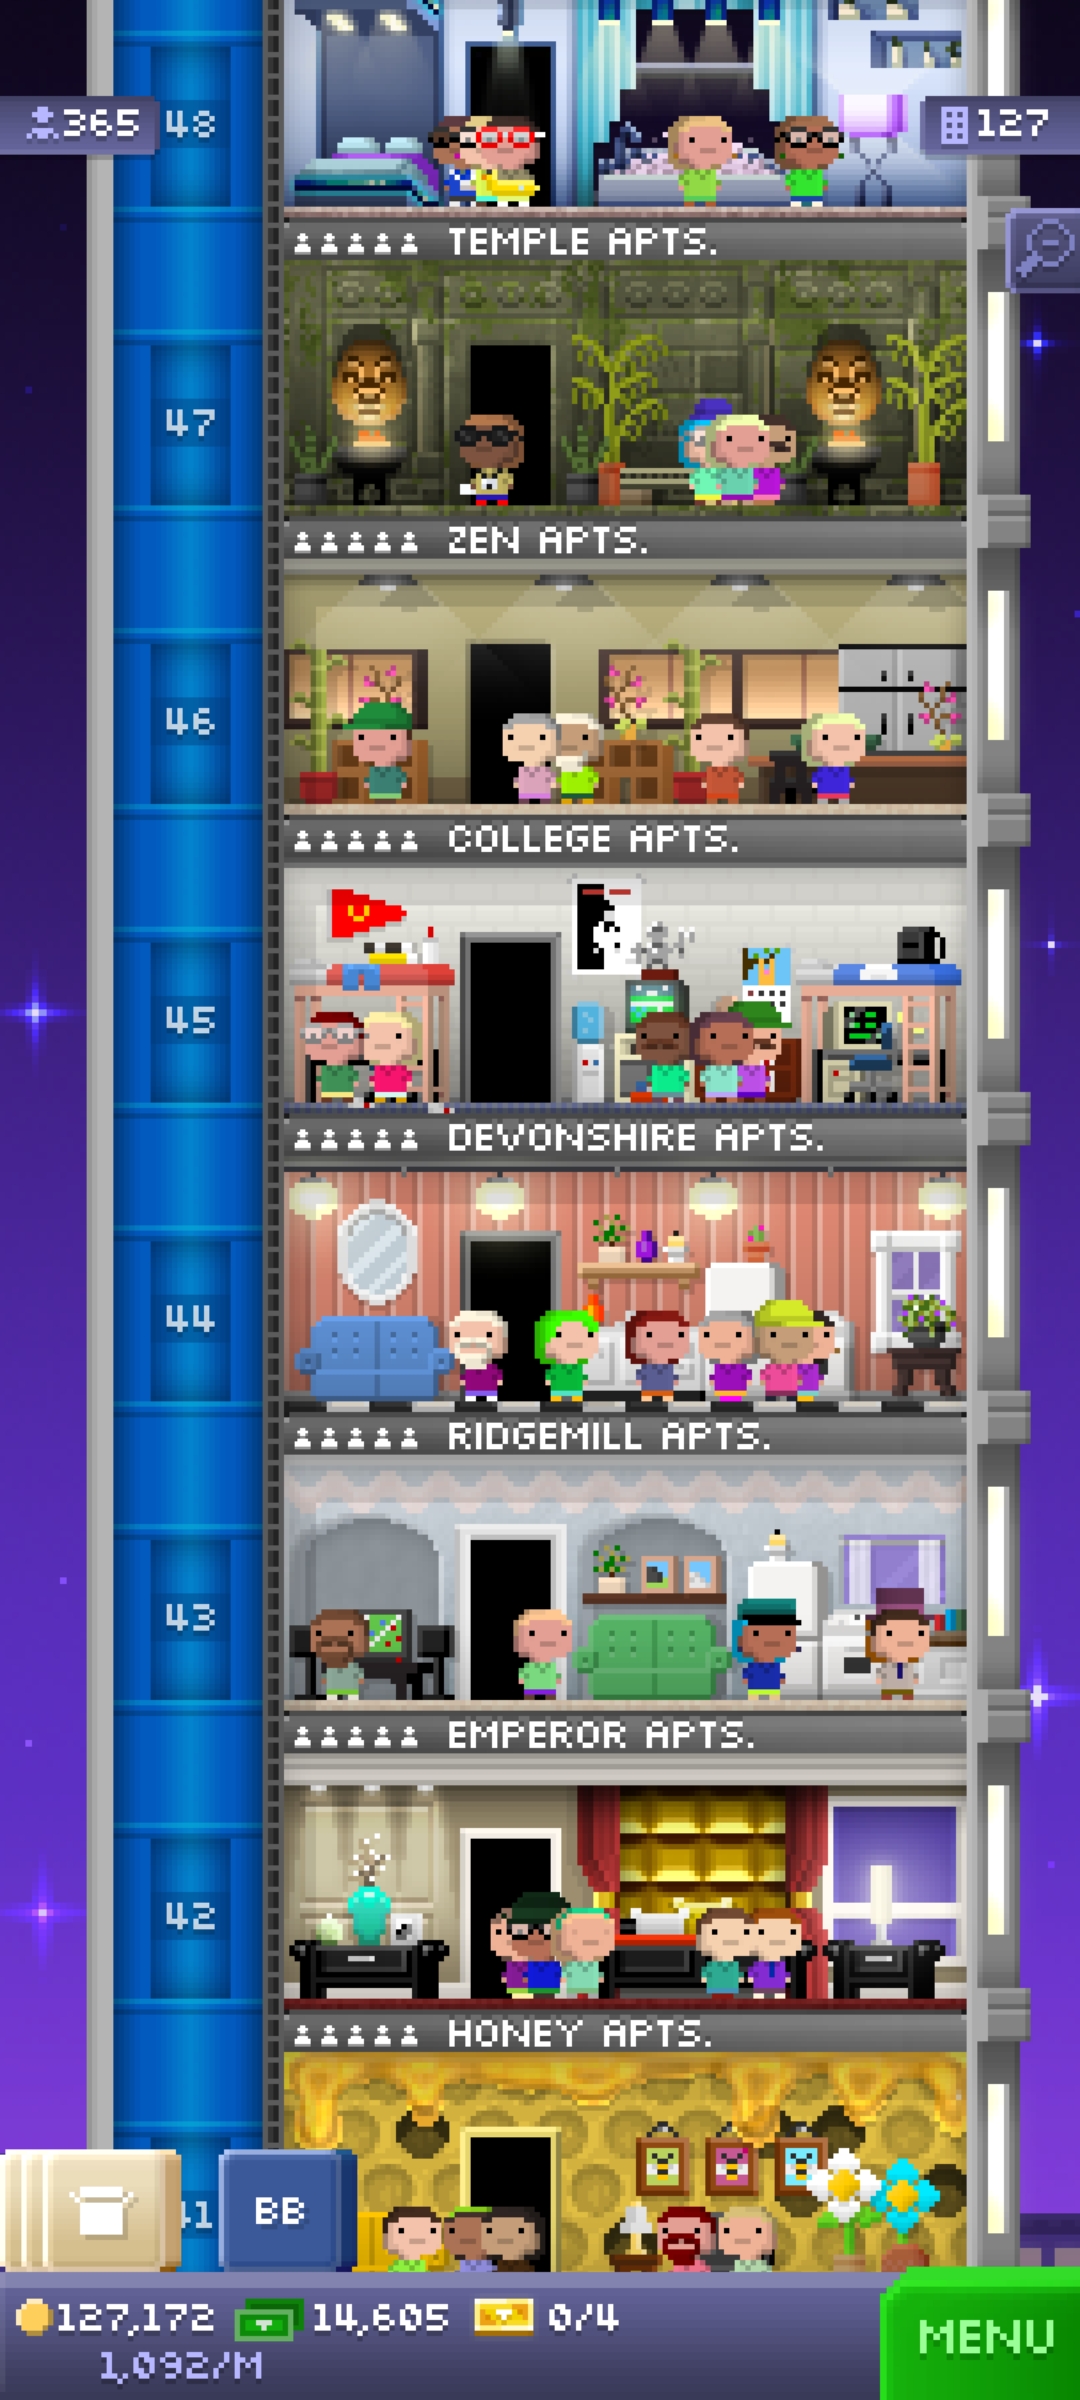 365
48
127
TEMPLE APTS.
47
ZEN APTS.
46
COLLEGE APTS.
45
DEVONSHIRE APTS.
44
RIDGEMILL APTS.
43
EMPEROR APTS.
42
HONEY APTS.
41
BB
127,172
14,605
0/4
MENU
1,092/M